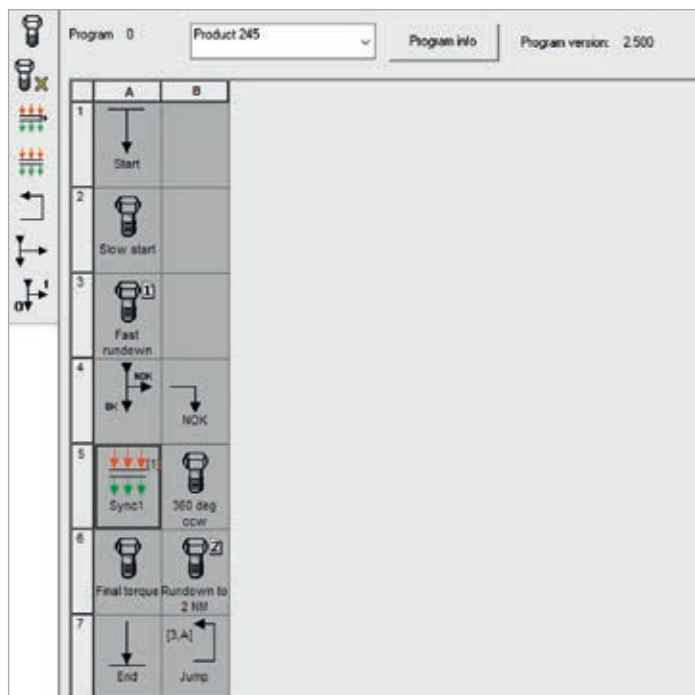 Program 0
Product 245
Program info
Program version: 2.500
A B
1
Start
2
Slow start
3
1
Fast
rundown
4
NOK
OK
NOK
5
[1]
Sync1
360 deg
ccw
6
2
Final torque
Rundown to
2 NM
7
[3,A]
End
Jump
0 1